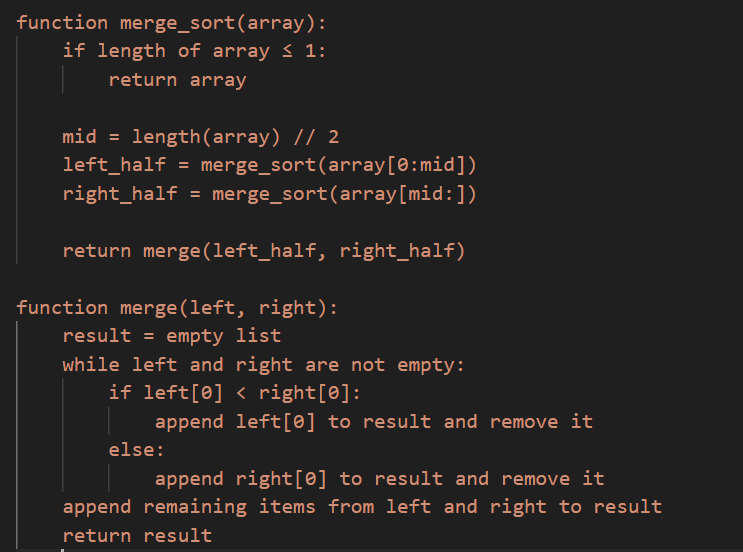 function merge_sort(array):
    if length of array ≤ 1:
        return array

    mid = length(array) // 2
    left_half = merge_sort(array[0:mid])
    right_half = merge_sort(array[mid:])

    return merge(left_half, right_half)

function merge(left, right):
    result = empty list
    while left and right are not empty:
        if left[0] < right[0]:
            append left[0] to result and remove it
        else:
            append right[0] to result and remove it
    append remaining items from left and right to result
    return result